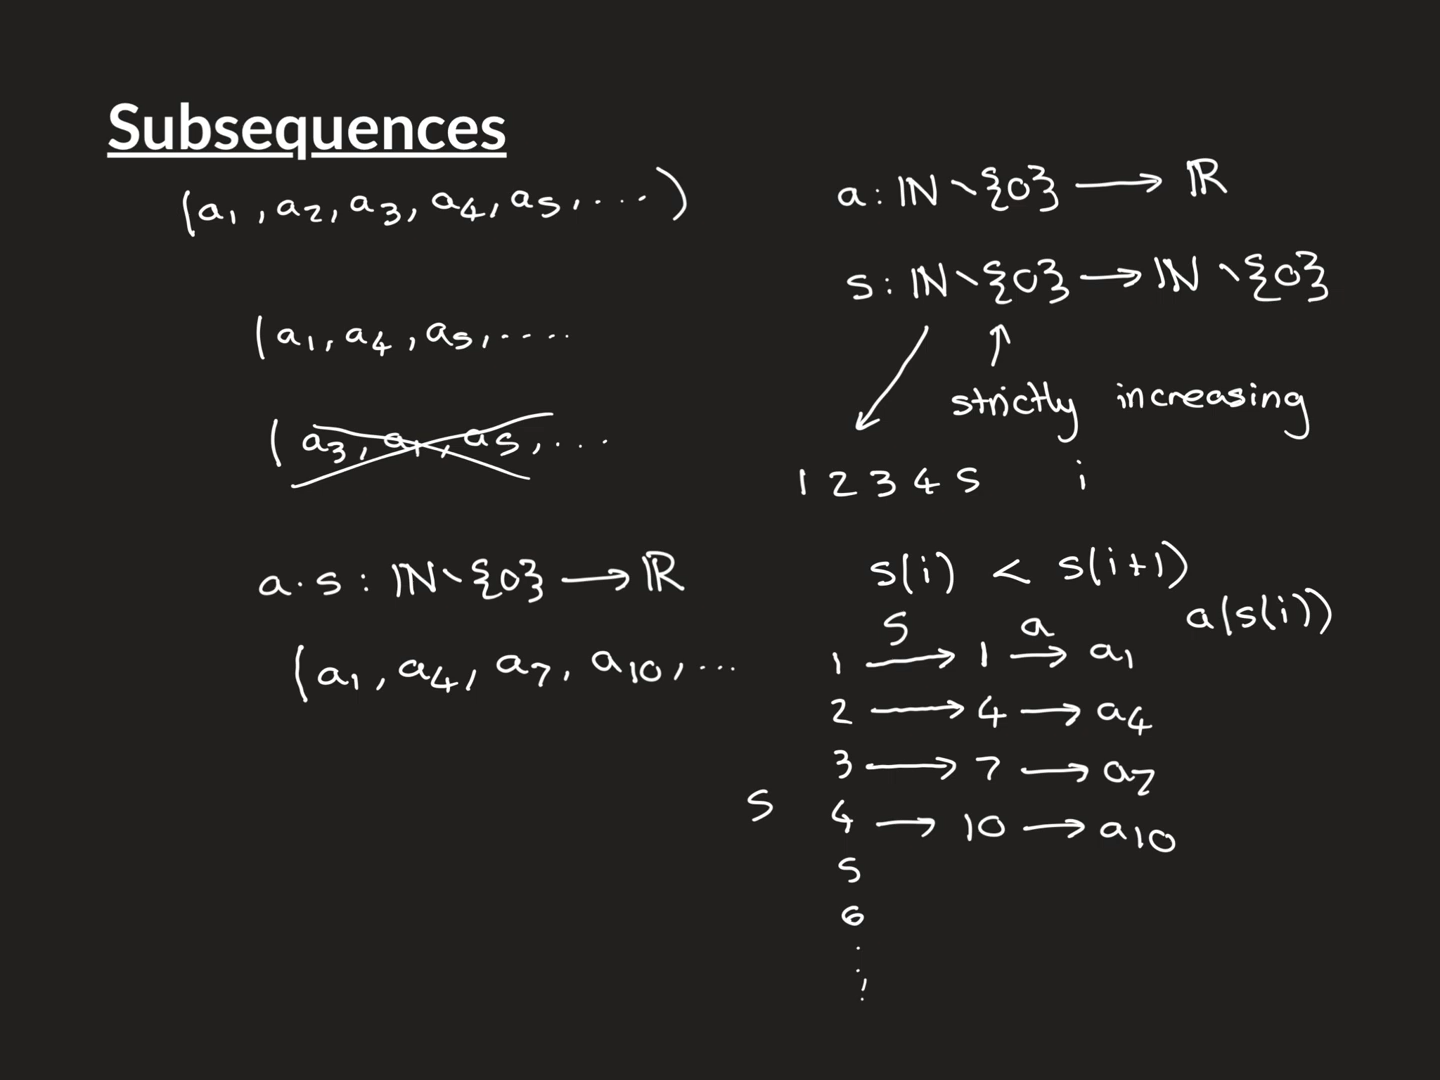 Subsequences
(a₁, a₂, a₃, a₄, a₅, ....)
(a₁, a₄, a₅, ....
(a₃, a₁, a₅, ...
a·s : ℕ∖{0} ⟶ ℝ
(a₁, a₄, a₇, a₁₀, ...
a : ℕ∖{0} ⟶ ℝ
s : ℕ∖{0} ⟶ ℕ∖{0}
strictly increasing
1 2 3 4 5 i
s(i) < s(i+1)
a(s(i))
s a
1 ⟶ 1 ⟶ a₁
2 ⟶ 4 ⟶ a₄
3 ⟶ 7 ⟶ a₇
s 4 ⟶ 10 ⟶ a₁₀
5
6
⋮